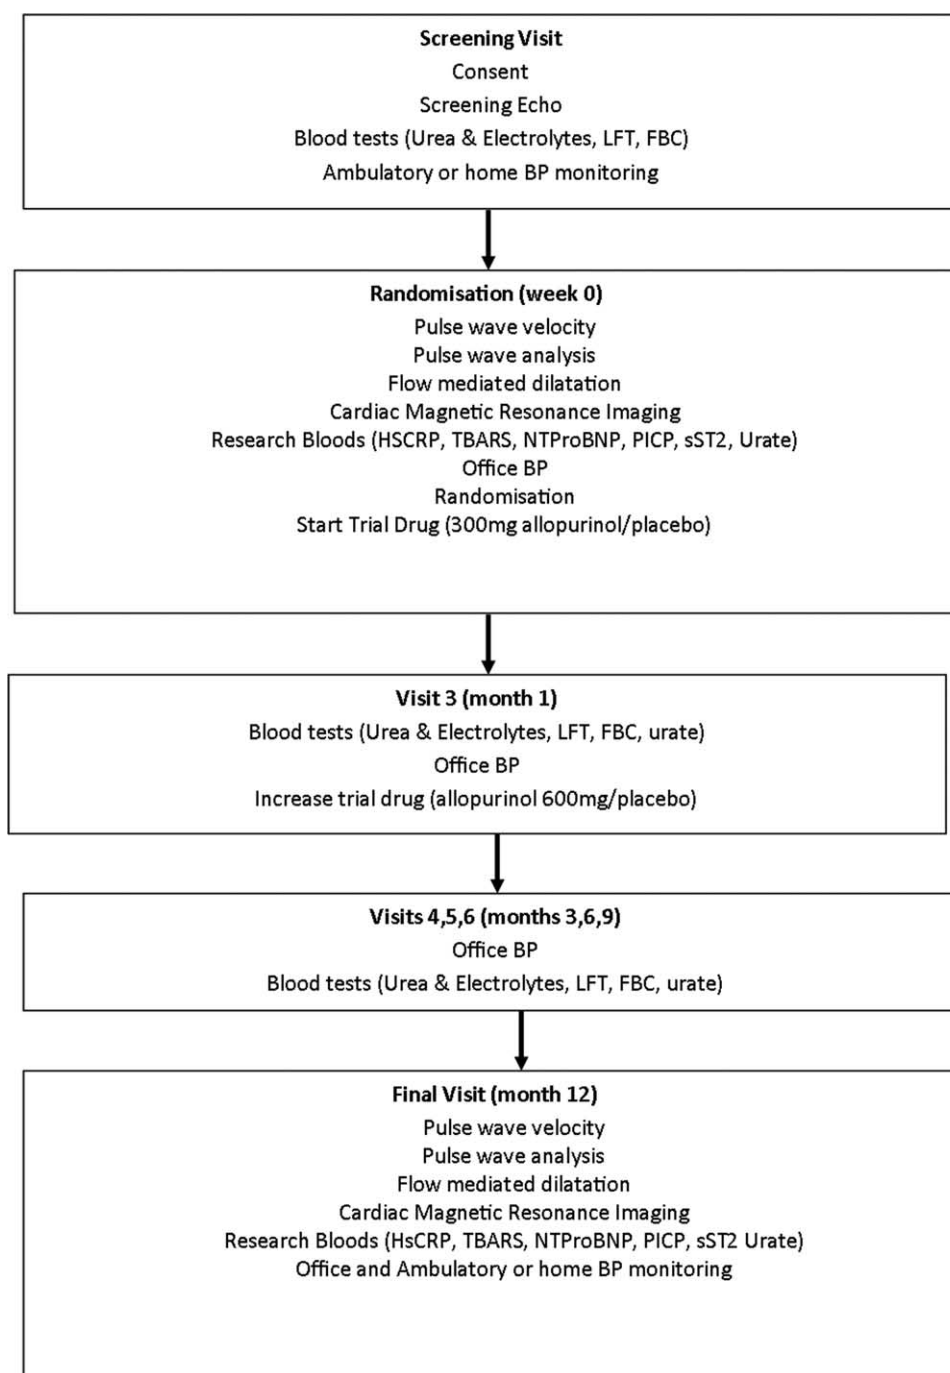 Screening Visit
Consent
Screening Echo
Blood tests (Urea & Electrolytes, LFT, FBC)
Ambulatory or home BP monitoring
Randomisation (week 0)
Pulse wave velocity
Pulse wave analysis
Flow mediated dilatation
Cardiac Magnetic Resonance Imaging
Research Bloods (HSCRP, TBARS, NTProBNP, PICP, sST2, Urate)
Office BP
Randomisation
Start Trial Drug (300mg allopurinol/placebo)
Visit 3 (month 1)
Blood tests (Urea & Electrolytes, LFT, FBC, urate)
Office BP
Increase trial drug (allopurinol 600mg/placebo)
Visits 4,5,6 (months 3,6,9)
Office BP
Blood tests (Urea & Electrolytes, LFT, FBC, urate)
Final Visit (month 12)
Pulse wave velocity
Pulse wave analysis
Flow mediated dilatation
Cardiac Magnetic Resonance Imaging
Research Bloods (HsCRP, TBARS, NTProBNP, PICP, sST2 Urate)
Office and Ambulatory or home BP monitoring